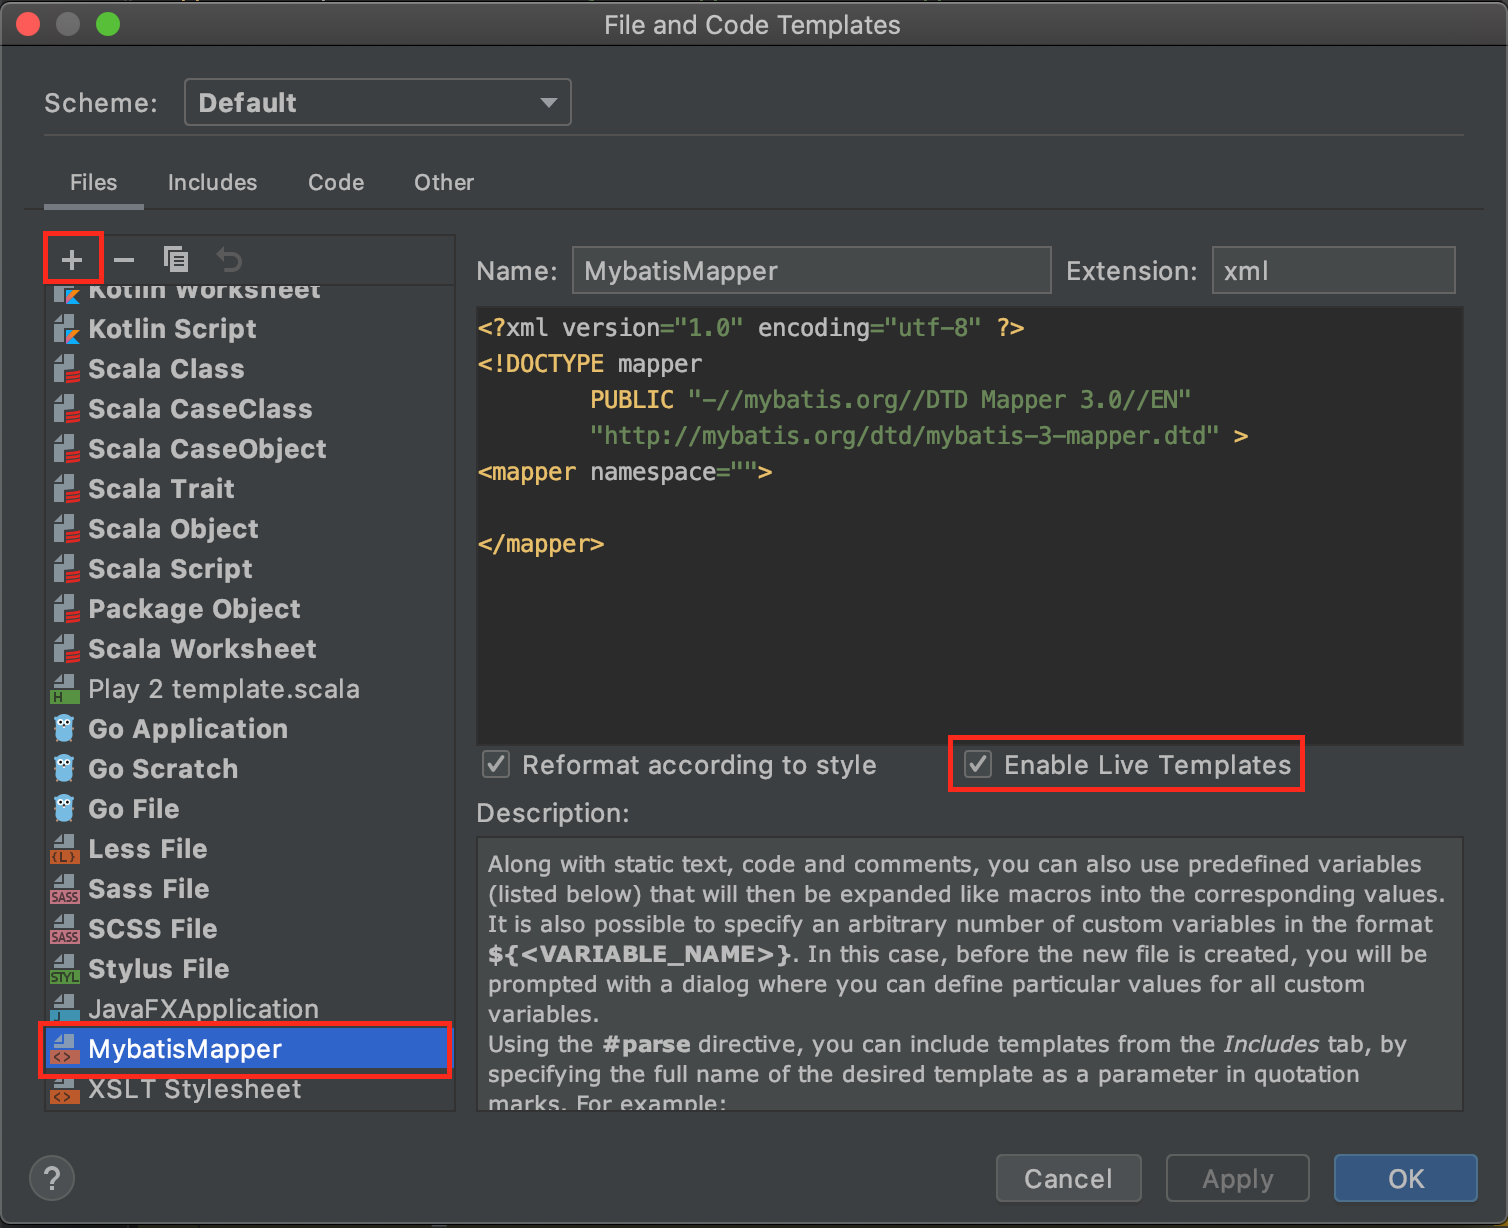 File and Code Templates
Scheme: Default
Files Includes Code Other
Kotlin Worksheet
Kotlin Script
Scala Class
Scala CaseClass
Scala CaseObject
Scala Trait
Scala Object
Scala Script
Package Object
Scala Worksheet
H Play 2 template.scala
Go Application
Go Scratch
Go File
{L} Less File
SASS Sass File
SASS SCSS File
STYL Stylus File
J JavaFXApplication
<> MybatisMapper
<> XSLT Stylesheet
Name: MybatisMapper Extension: xml
<?xml version="1.0" encoding="utf-8" ?>
<!DOCTYPE mapper
PUBLIC "-//mybatis.org//DTD Mapper 3.0//EN"
"http://mybatis.org/dtd/mybatis-3-mapper.dtd" >
<mapper namespace="">
</mapper>
Reformat according to style Enable Live Templates
Description:
Along with static text, code and comments, you can also use predefined variables
(listed below) that will then be expanded like macros into the corresponding values.
It is also possible to specify an arbitrary number of custom variables in the format
${<VARIABLE_NAME>}. In this case, before the new file is created, you will be
prompted with a dialog where you can define particular values for all custom
variables.
Using the #parse directive, you can include templates from the Includes tab, by
specifying the full name of the desired template as a parameter in quotation
marks. For example:
? Cancel Apply OK